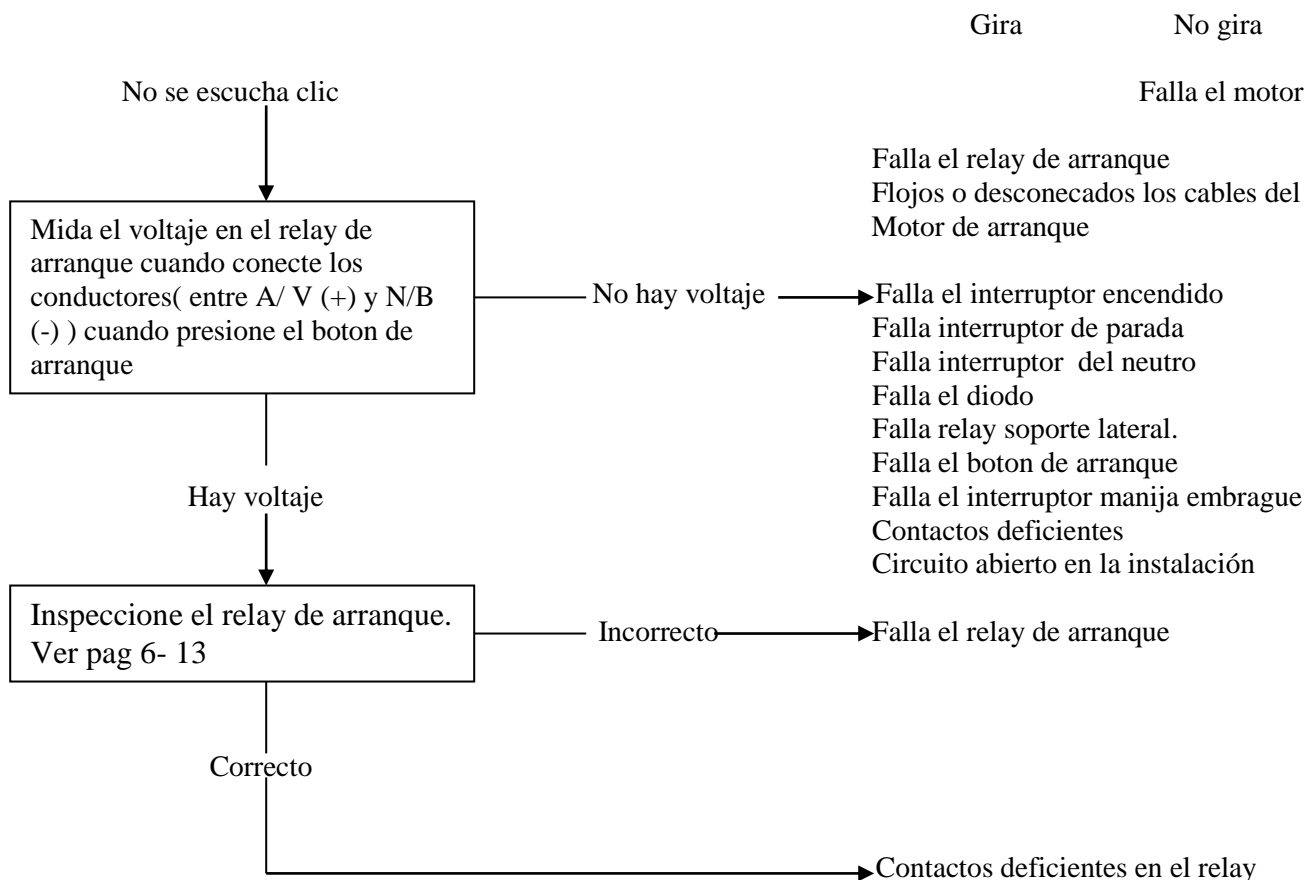 Gira No gira
No se escucha clic
Falla el motor
Falla el relay de arranque
Flojos o desconecados los cables del
Motor de arranque
Mida el voltaje en el relay de
arranque cuando conecte los
conductores( entre A/ V (+) y N/B
(-) ) cuando presione el boton de
arranque
No hay voltaje
Falla el interruptor encendido
Falla interruptor de parada
Falla interruptor del neutro
Falla el diodo
Falla relay soporte lateral.
Falla el boton de arranque
Falla el interruptor manija embrague
Contactos deficientes
Circuito abierto en la instalación
Hay voltaje
Inspeccione el relay de arranque.
Ver pag 6- 13
Incorrecto
Falla el relay de arranque
Correcto
Contactos deficientes en el relay